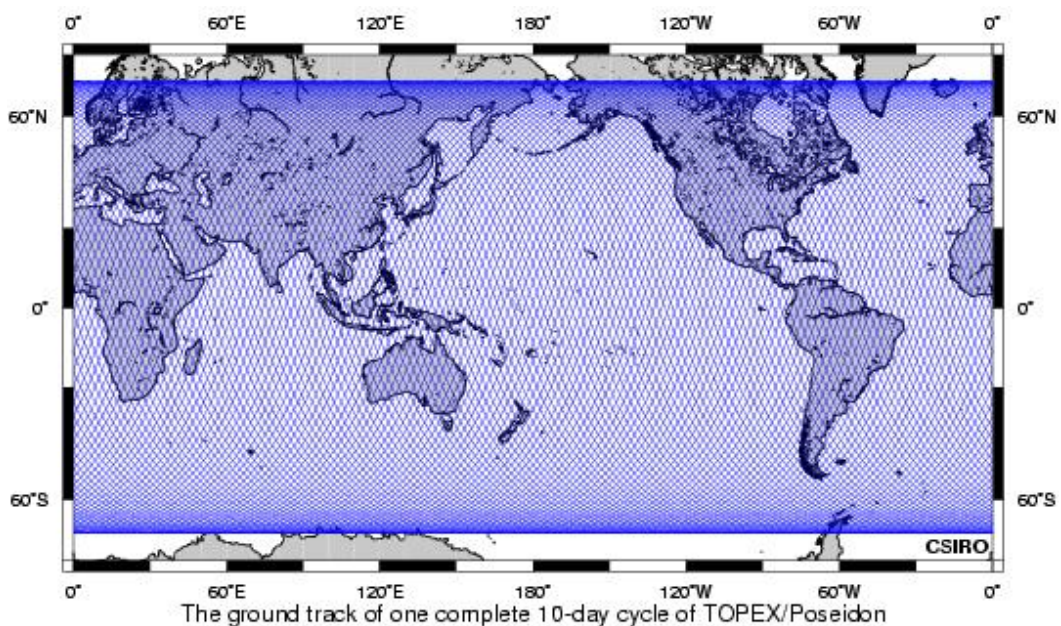 0° 60°E 120°E 180° 120°W 60°W 0°
60°N 60°N
0° 0°
60°S 60°S
CSIRO
0° 60°E 120°E 180° 120°W 60°W 0°
The ground track of one complete 10-day cycle of TOPEX/Poseidon